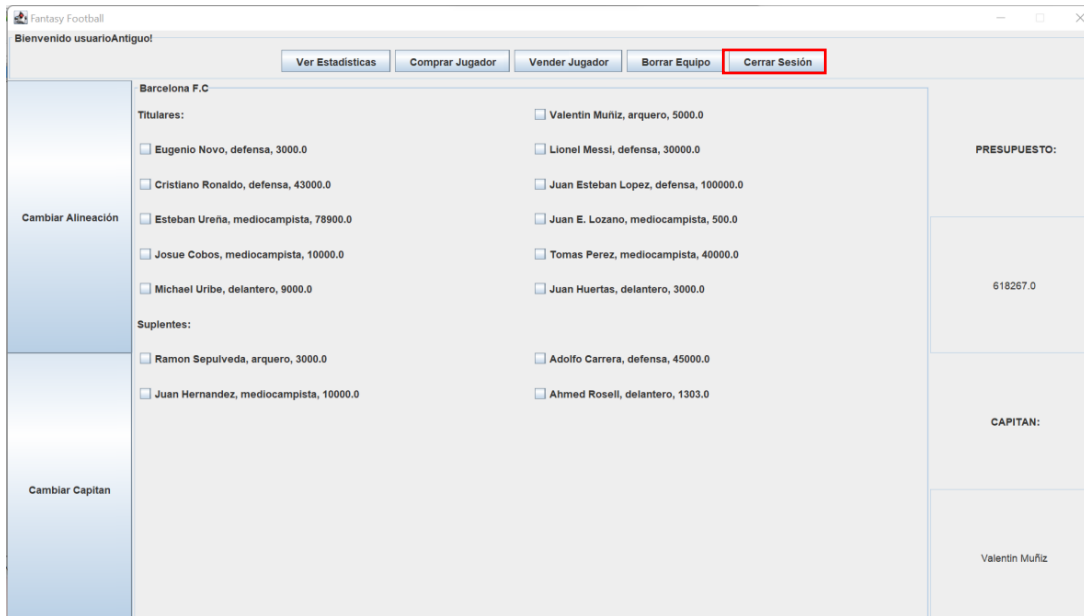 Fantasy Football
Bienvenido usuarioAntiguo!
Ver Estadísticas Comprar Jugador Vender Jugador Borrar Equipo Cerrar Sesión
Barcelona F.C
Titulares: Valentin Muñiz, arquero, 5000.0
Eugenio Novo, defensa, 3000.0 Lionel Messi, defensa, 30000.0
PRESUPUESTO:
Cristiano Ronaldo, defensa, 43000.0 Juan Esteban Lopez, defensa, 100000.0
Cambiar Alineación
Esteban Ureña, mediocampista, 78900.0 Juan E. Lozano, mediocampista, 500.0
Josue Cobos, mediocampista, 10000.0 Tomas Perez, mediocampista, 40000.0
Michael Uribe, delantero, 9000.0 Juan Huertas, delantero, 3000.0
618267.0
Suplentes:
Ramon Sepulveda, arquero, 3000.0 Adolfo Carrera, defensa, 45000.0
Juan Hernandez, mediocampista, 10000.0 Ahmed Rosell, delantero, 1303.0
CAPITAN:
Cambiar Capitan
Valentin Muñiz